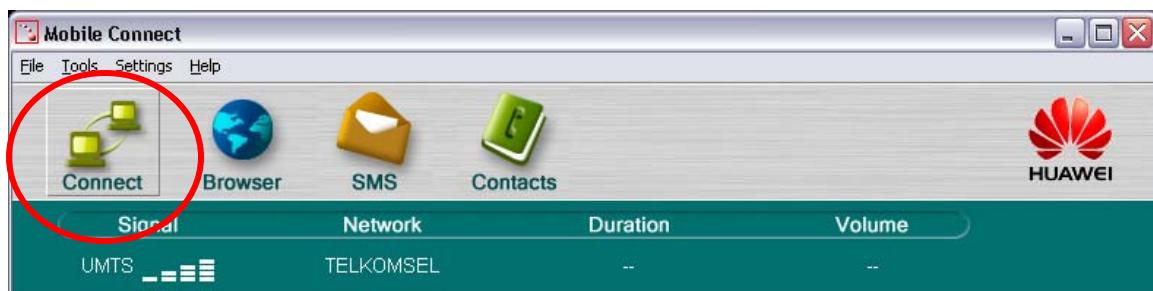 Mobile Connect
File Tools Settings Help
Connect Browser SMS Contacts
HUAWEI
Signal Network Duration Volume
UMTS TELKOMSEL -- --